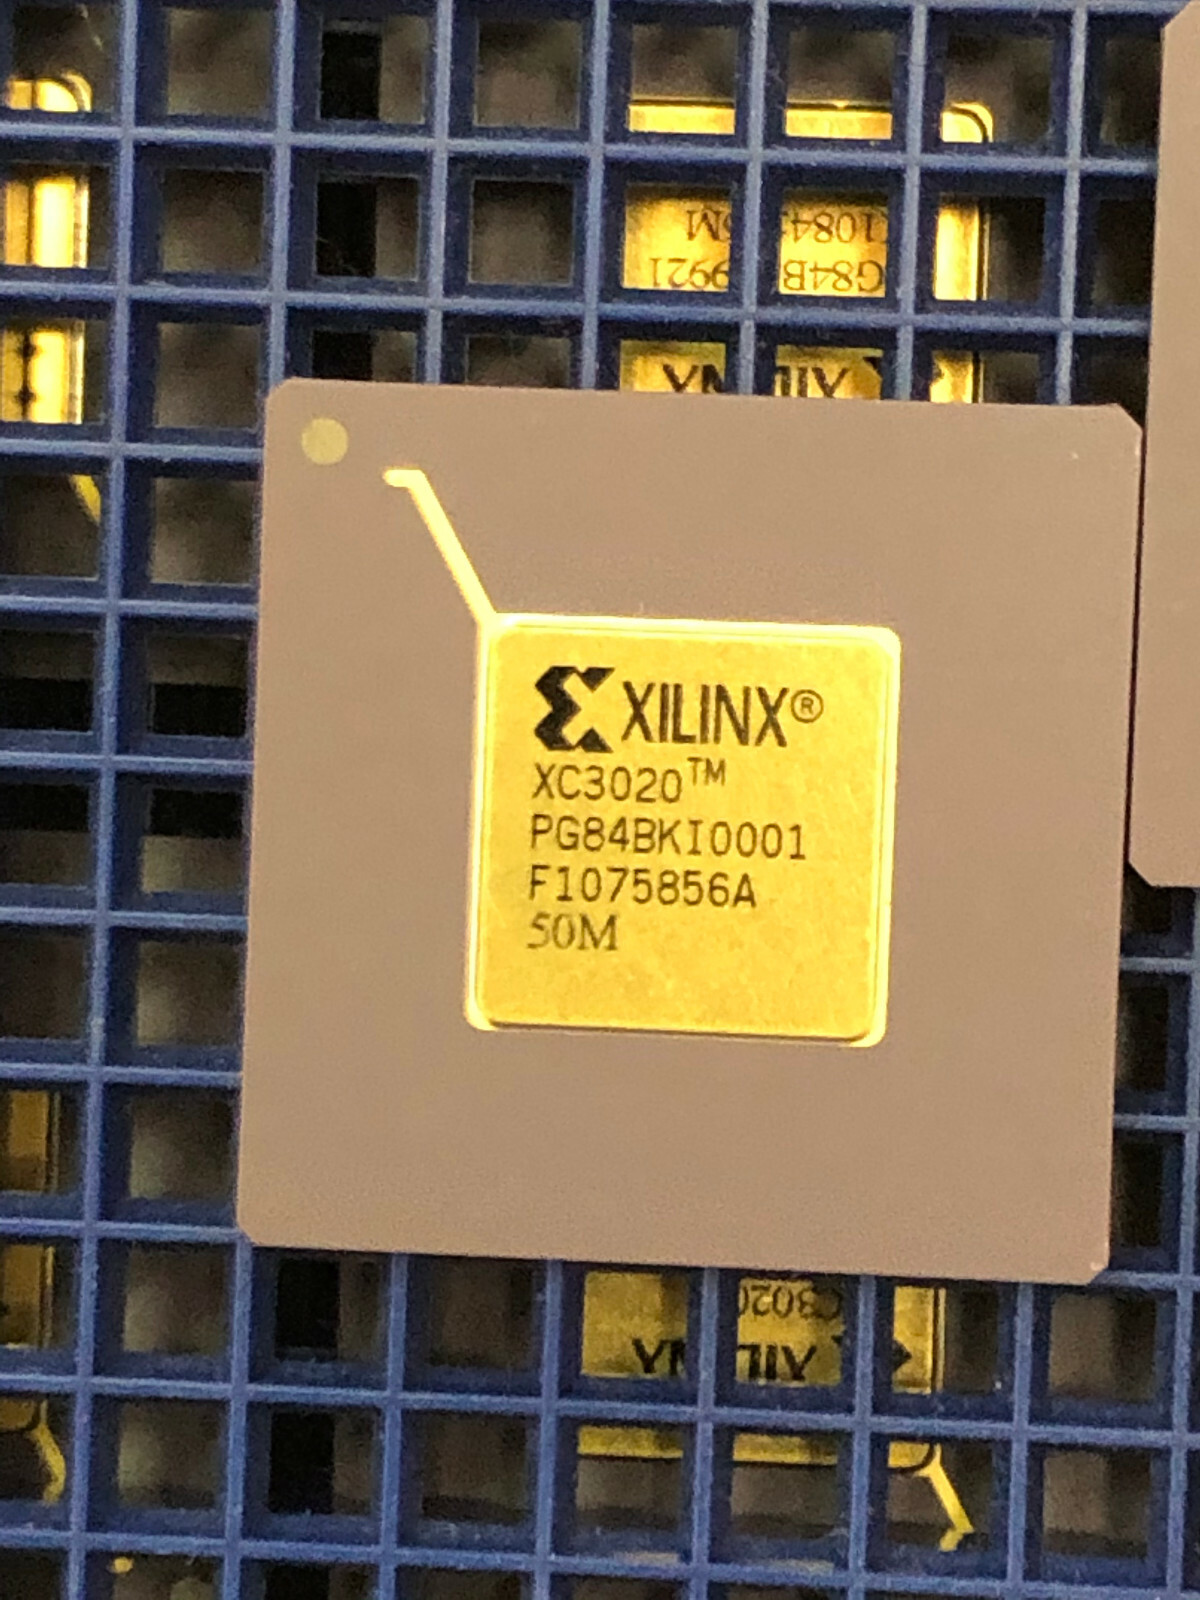 XILINX®
XC3020™
PG84BKI0001
F1075856A
50M